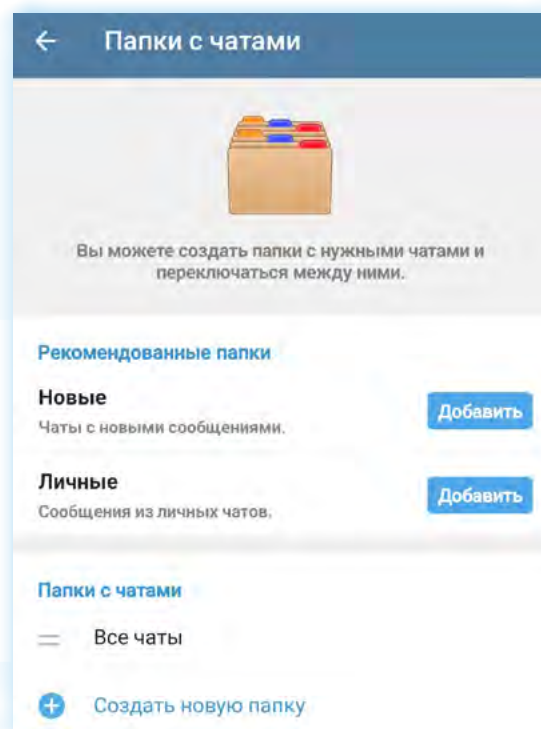 Папки с чатами
Вы можете создать папки с нужными чатами и
переключаться между ними.
Рекомендованные папки
Новые
Чаты с новыми сообщениями.
Добавить
Личные
Сообщения из личных чатов.
Добавить
Папки с чатами
Все чаты
Создать новую папку